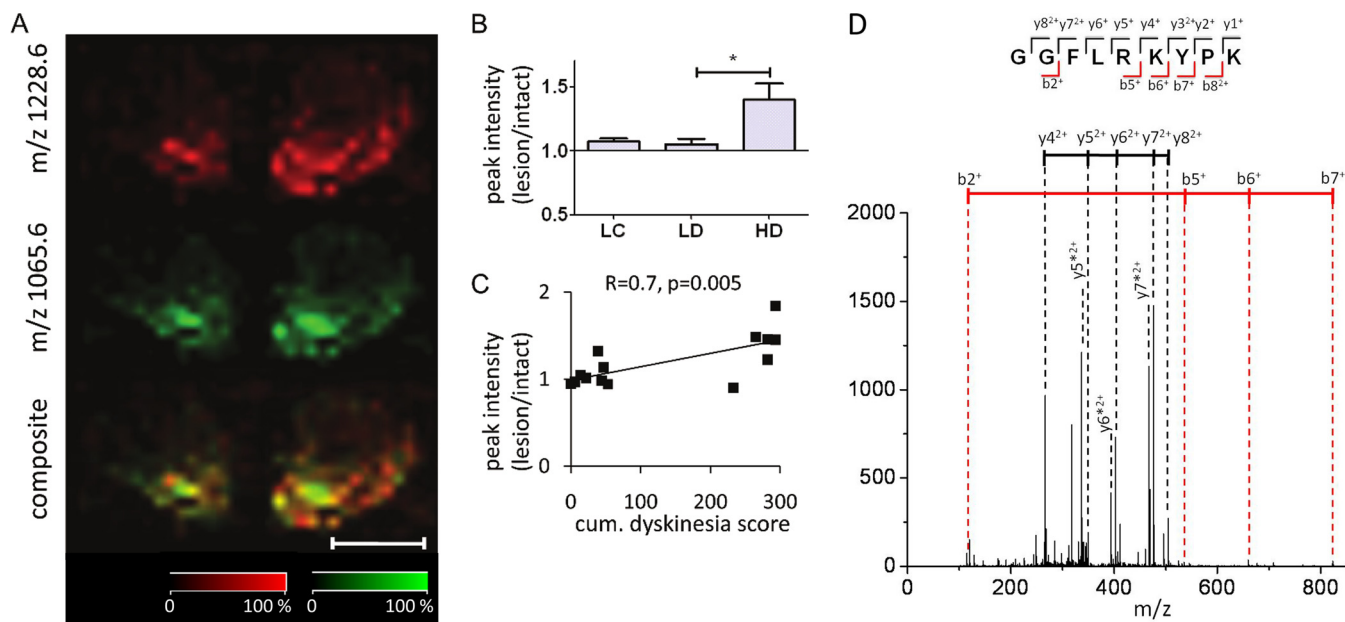 A
m/z 1228.6
m/z 1065.6
composite
0 100 % 0 100 %
B
peak intensity
(lesion/intact)
1.5
1.0
0.5
*
LC LD HD
C
R=0.7, p=0.005
peak intensity
(lesion/intact)
2
1
0
0 100 200 300
cum. dyskinesia score
D
y8²⁺ y7²⁺ y6⁺ y5⁺ y4⁺ y3²⁺ y2⁺ y1⁺
G G F L R K Y P K
b2⁺ b5⁺ b6⁺ b7⁺ b8²⁺
y4²⁺ y5²⁺ y6²⁺ y7²⁺ y8²⁺
b2⁺ b5⁺ b6⁺ b7⁺
2000
1500
1000
500
0
y5*²⁺
y6*²⁺
y7*²⁺
0 200 400 600 800
m/z